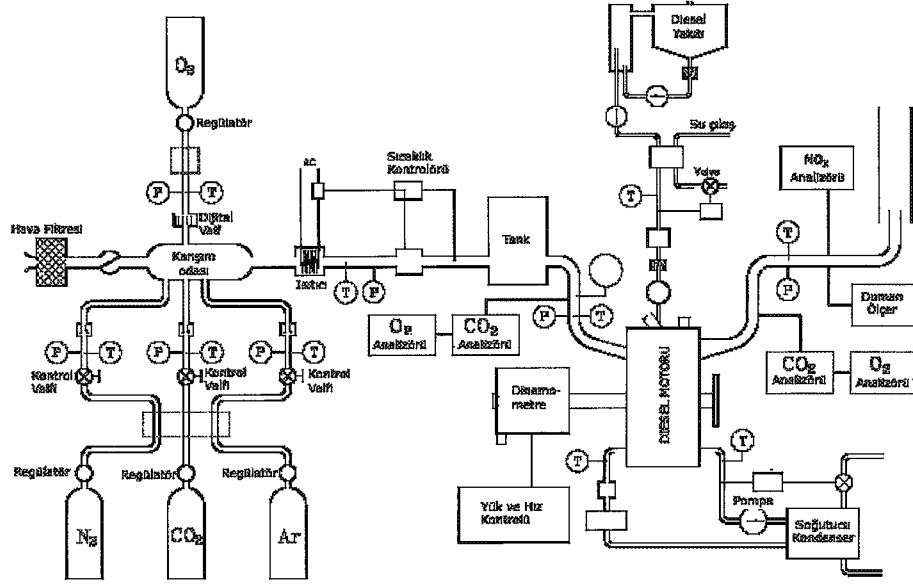 O₂
Regülatör
P
T
Dijital
Valf
Hava Filtresi
Karışım
odası
AC
Isıtıcı
Sıcaklık
Kontrolörü
T
P
Tank
Diesel
Yakıtı
Su çıkış
Valve
T
NOx
Analizörü
T
P
Duman
Ölçer
O₂
Analizörü
CO₂
Analizörü
P
T
CO₂
Analizörü
O₂
Analizörü
P
T
P
T
P
T
Kontrol
Valfi
Kontrol
Valfi
Kontrol
Valfi
Dinamo-
metre
DIESEL MOTORU
Yük ve Hız
Kontrolü
T
T
Pompa
Soğutucu
Kondenser
Regülatör
Regülatör
Regülatör
N₂
CO₂
Ar